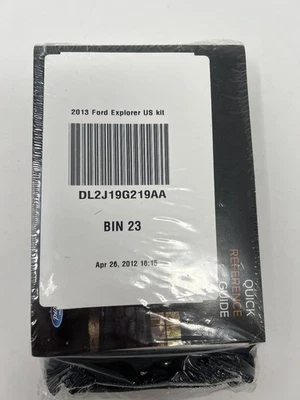 2013 Ford Explorer US kit
DL2J19G219AA
BIN 23
Apr 26, 2012 16:15
QUICK
REFERENCE
GUIDE